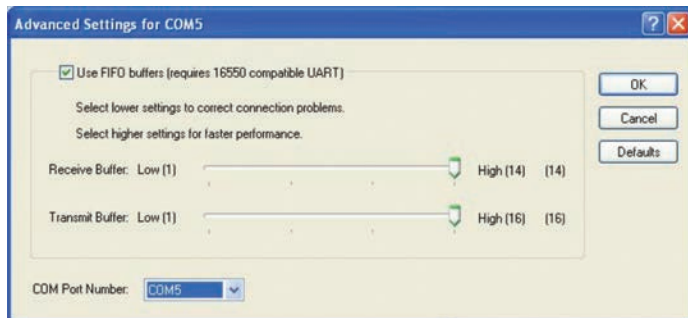 Advanced Settings for COM5
Use FIFO buffers (requires 16550 compatible UART)
Select lower settings to correct connection problems.
Select higher settings for faster performance.
Receive Buffer: Low (1) High (14) (14)
Transmit Buffer: Low (1) High (16) (16)
COM Port Number: COM5
OK
Cancel
Defaults